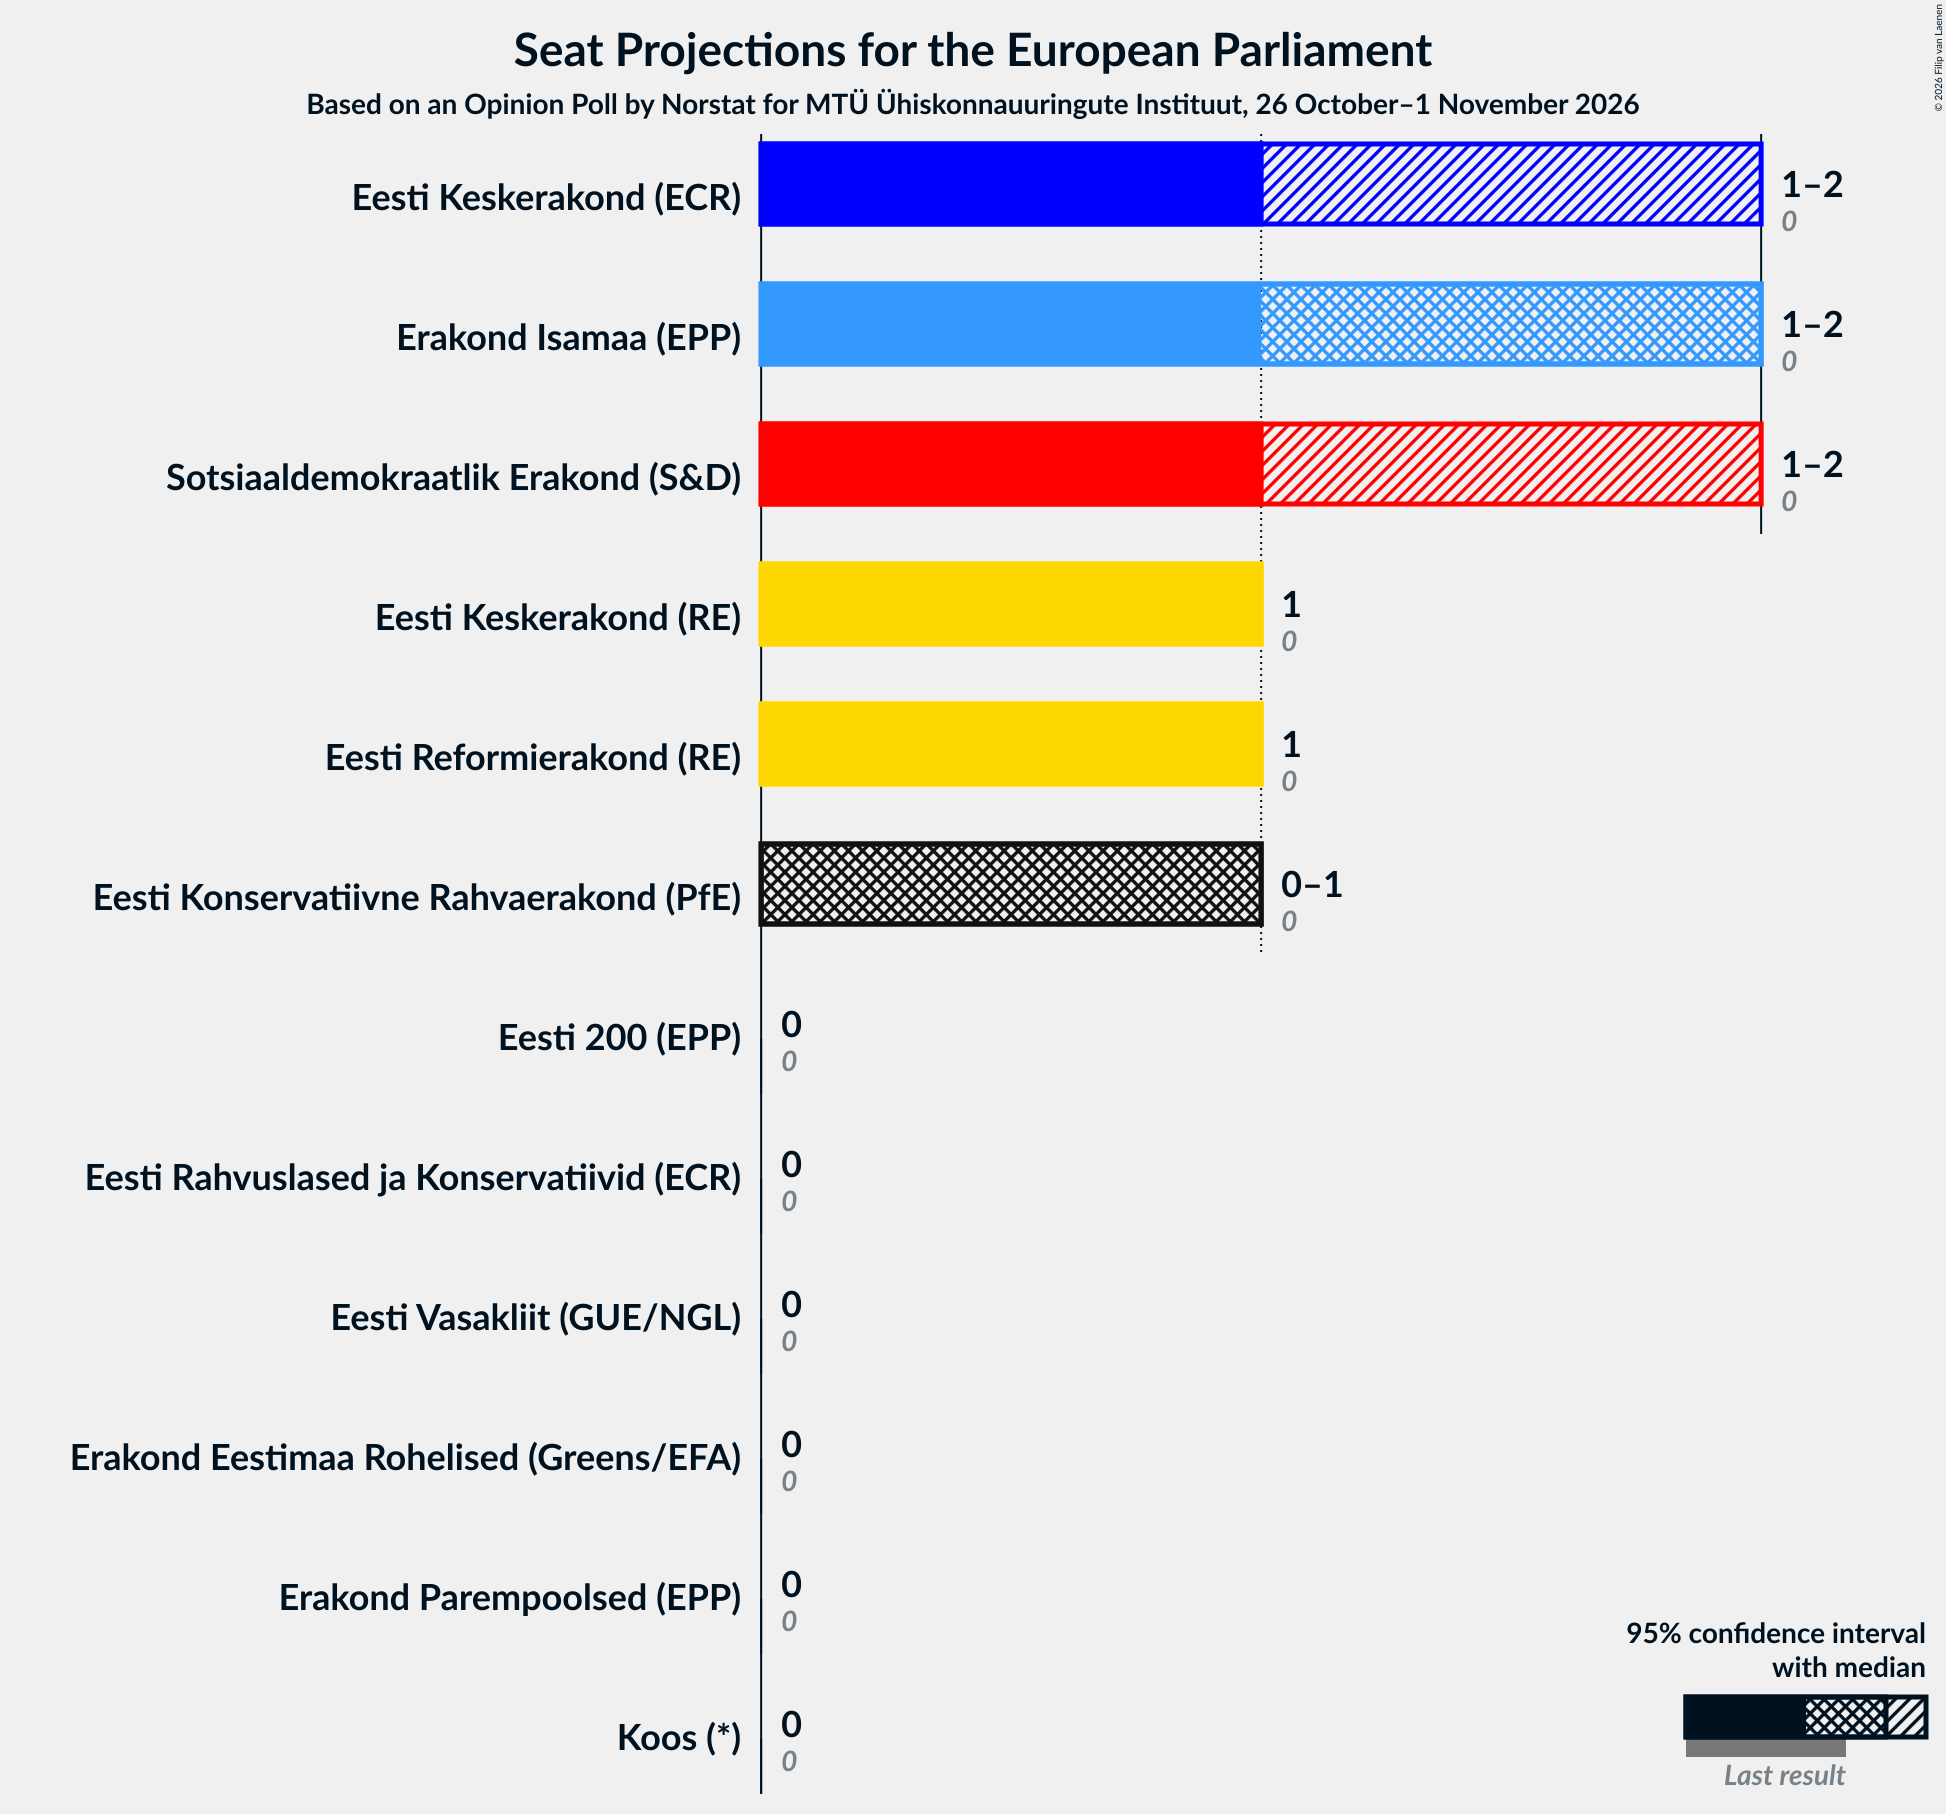 Seat Projections for the European Parliament
Based on an Opinion Poll by Norstat for MTÜ Ühiskonnauuringute Instituut, 26 October–1 November 2026
© 2026 Filip van Laenen
Eesti Keskerakond (ECR)
1–2
0
Erakond Isamaa (EPP)
1–2
0
Sotsiaaldemokraatlik Erakond (S&D)
1–2
0
Eesti Keskerakond (RE)
1
0
Eesti Reformierakond (RE)
1
0
Eesti Konservatiivne Rahvaerakond (PfE)
0–1
0
Eesti 200 (EPP)
0
0
Eesti Rahvuslased ja Konservatiivid (ECR)
0
0
Eesti Vasakliit (GUE/NGL)
0
0
Erakond Eestimaa Rohelised (Greens/EFA)
0
0
Erakond Parempoolsed (EPP)
0
0
Koos (*)
0
0
95% confidence interval
with median
Last result